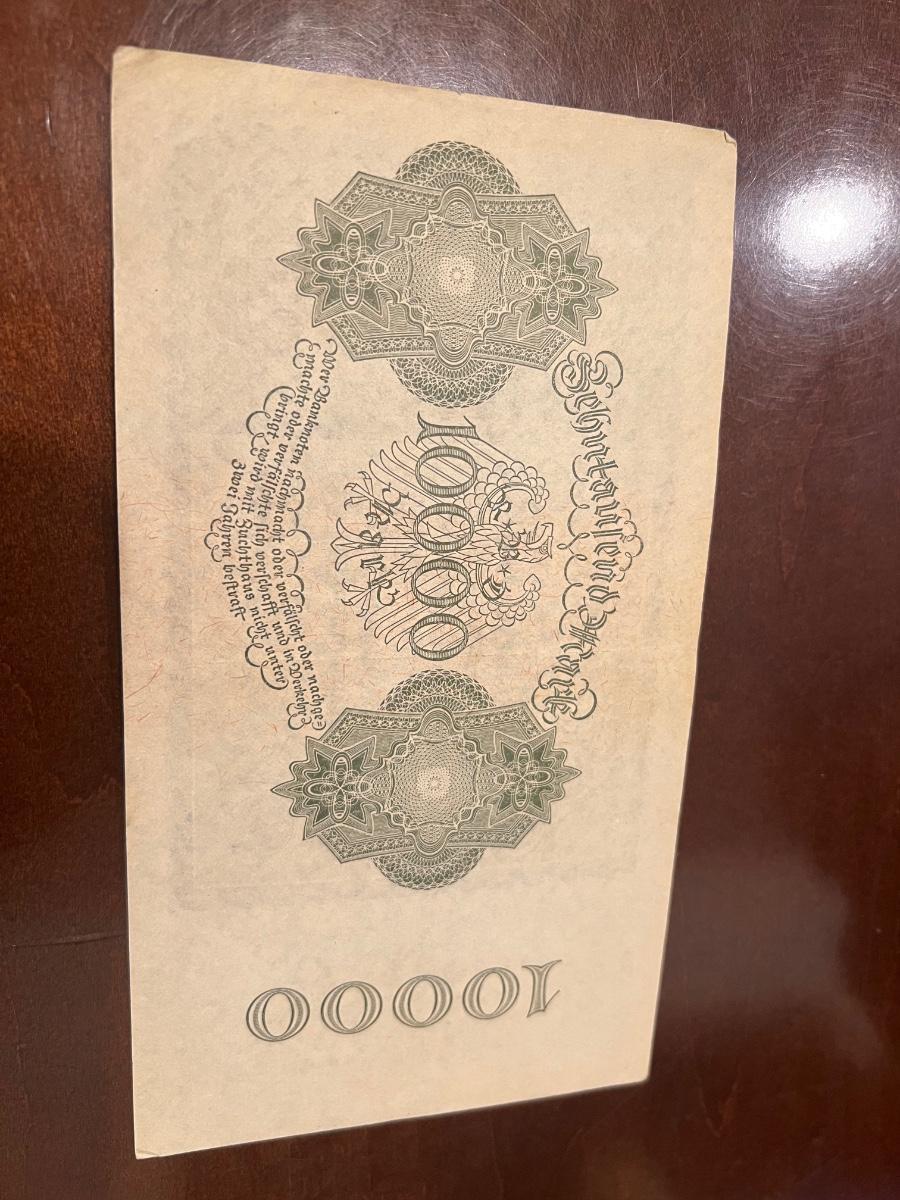 Zehntausend Mark
R B D
10000
Mark
Wer Banknoten nachmacht oder verfälscht oder nachge=
machte oder verfälschte sich verschafft und in Verkehr
bringt, wird mit Zuchthaus nicht unter
zwei Jahren bestraft
10000